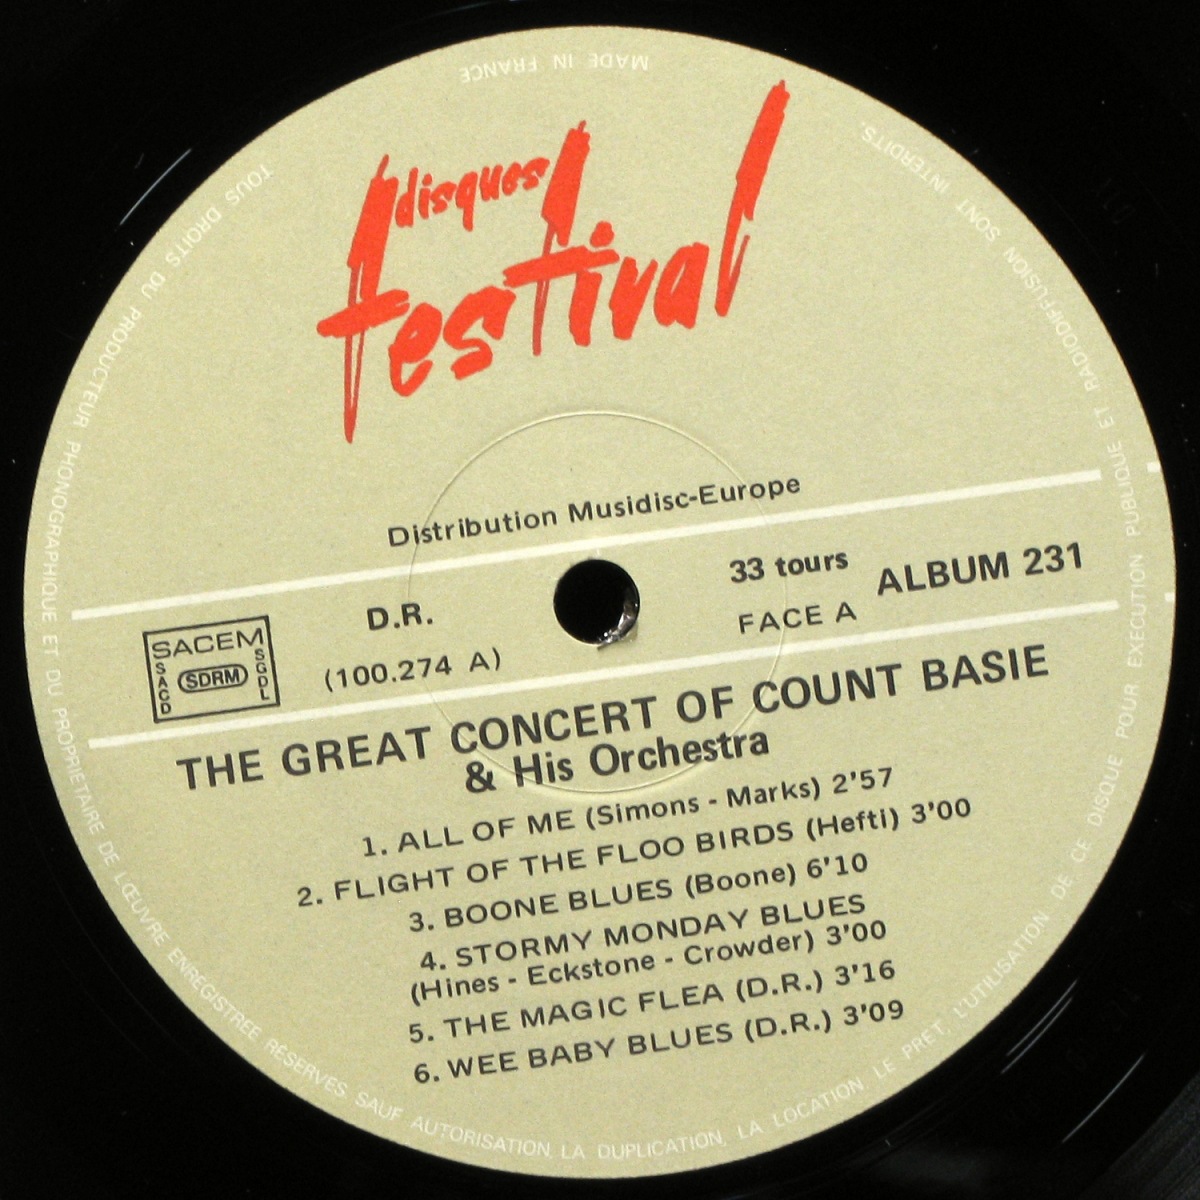 MADE IN FRANCE
disques
festival
Distribution Musidisc-Europe
33 tours
ALBUM 231
D.R.
FACE A
(100.274 A)
SACEM
SACD
SDRM
SGDL
THE GREAT CONCERT OF COUNT BASIE
& His Orchestra
1. ALL OF ME (Simons - Marks) 2'57
2. FLIGHT OF THE FLOO BIRDS (Hefti) 3'00
3. BOONE BLUES (Boone) 6'10
4. STORMY MONDAY BLUES
(Hines - Eckstone - Crowder) 3'00
5. THE MAGIC FLEA (D.R.) 3'16
6. WEE BABY BLUES (D.R.) 3'09
TOUS DROITS DU PRODUCTEUR PHONOGRAPHIQUE ET DU PROPRIETAIRE DE L'ŒUVRE ENREGISTREE RESERVES. SAUF AUTORISATION LA DUPLICATION, LA LOCATION, LE PRET, L'UTILISATION DE CE DISQUE POUR EXECUTION PUBLIQUE ET RADIODIFFUSION SONT INTERDITS.